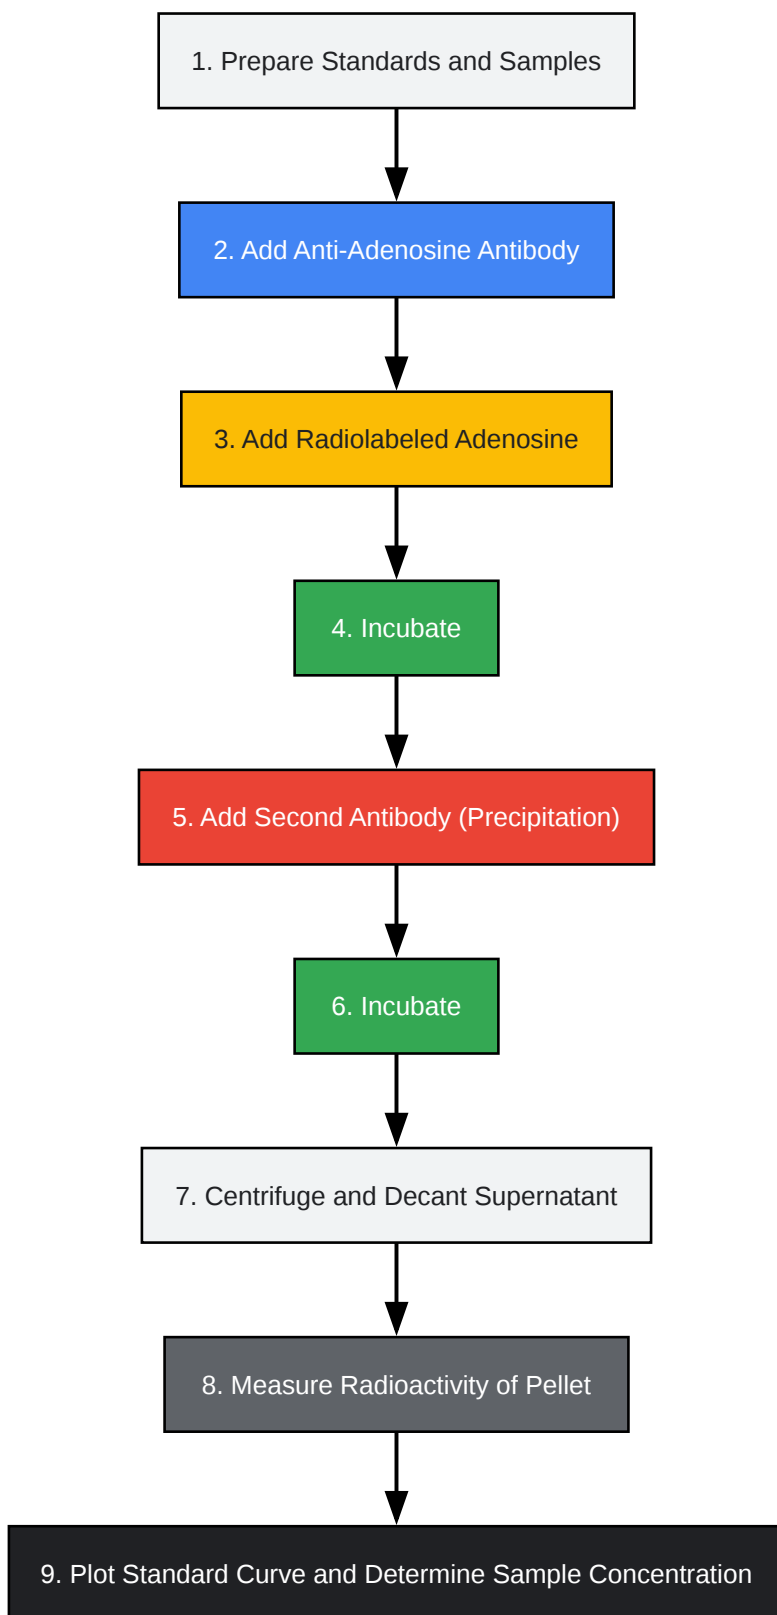 1. Prepare Standards and Samples
2. Add Anti-Adenosine Antibody
3. Add Radiolabeled Adenosine
4. Incubate
5. Add Second Antibody (Precipitation)
6. Incubate
7. Centrifuge and Decant Supernatant
8. Measure Radioactivity of Pellet
9. Plot Standard Curve and Determine Sample Concentration